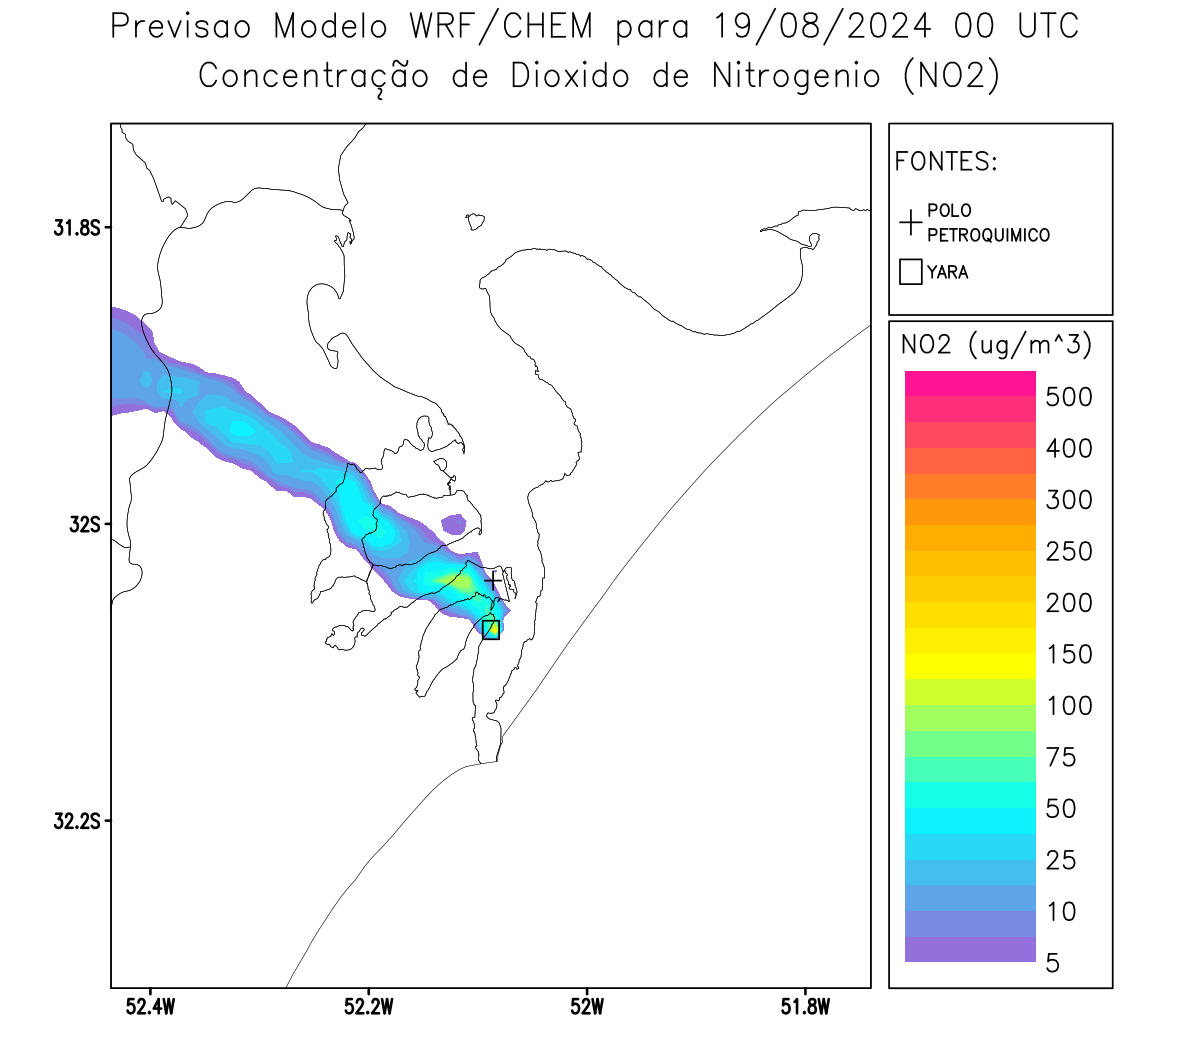 Previsao Modelo WRF/CHEM para 19/08/2024 00 UTC
Concentração de Dioxido de Nitrogenio (NO2)
FONTES:
POLO
PETROQUIMICO
YARA
NO2 (ug/m^3)
500
400
300
250
200
150
100
75
50
25
10
5
31.8S
32S
32.2S
52.4W
52.2W
52W
51.8W